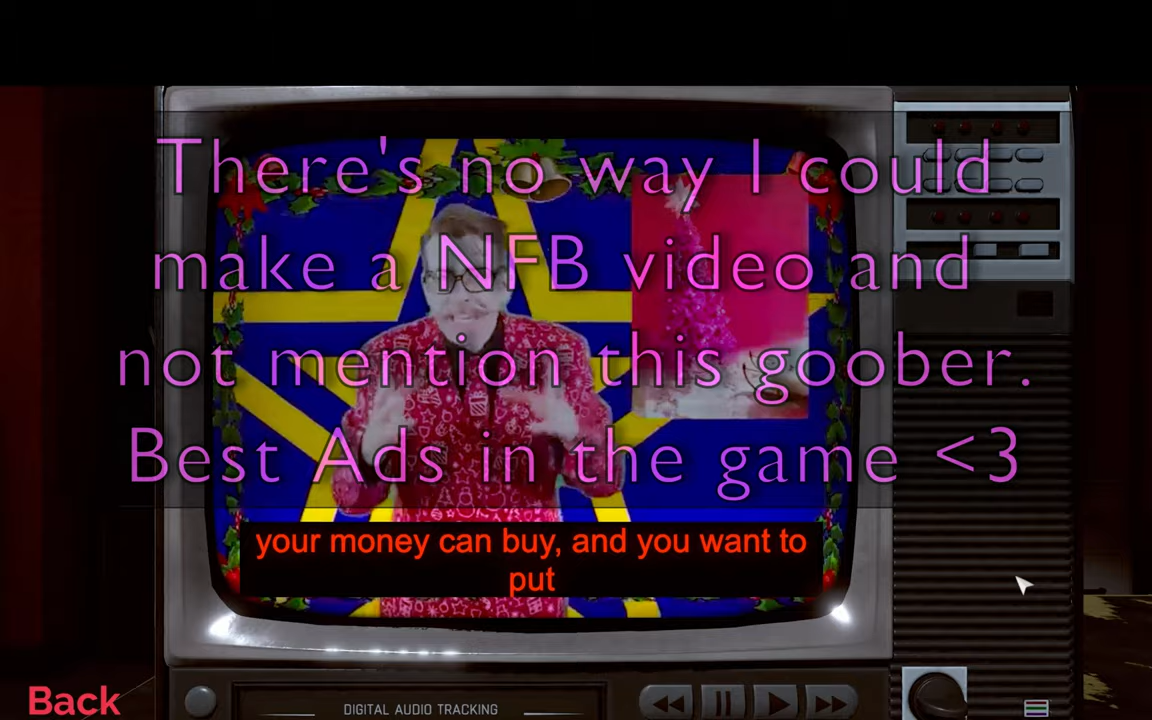 There's no way I could
make a NFB video and
not mention this goober.
Best Ads in the game <3
your money can buy, and you want to
put
Back
DIGITAL AUDIO TRACKING